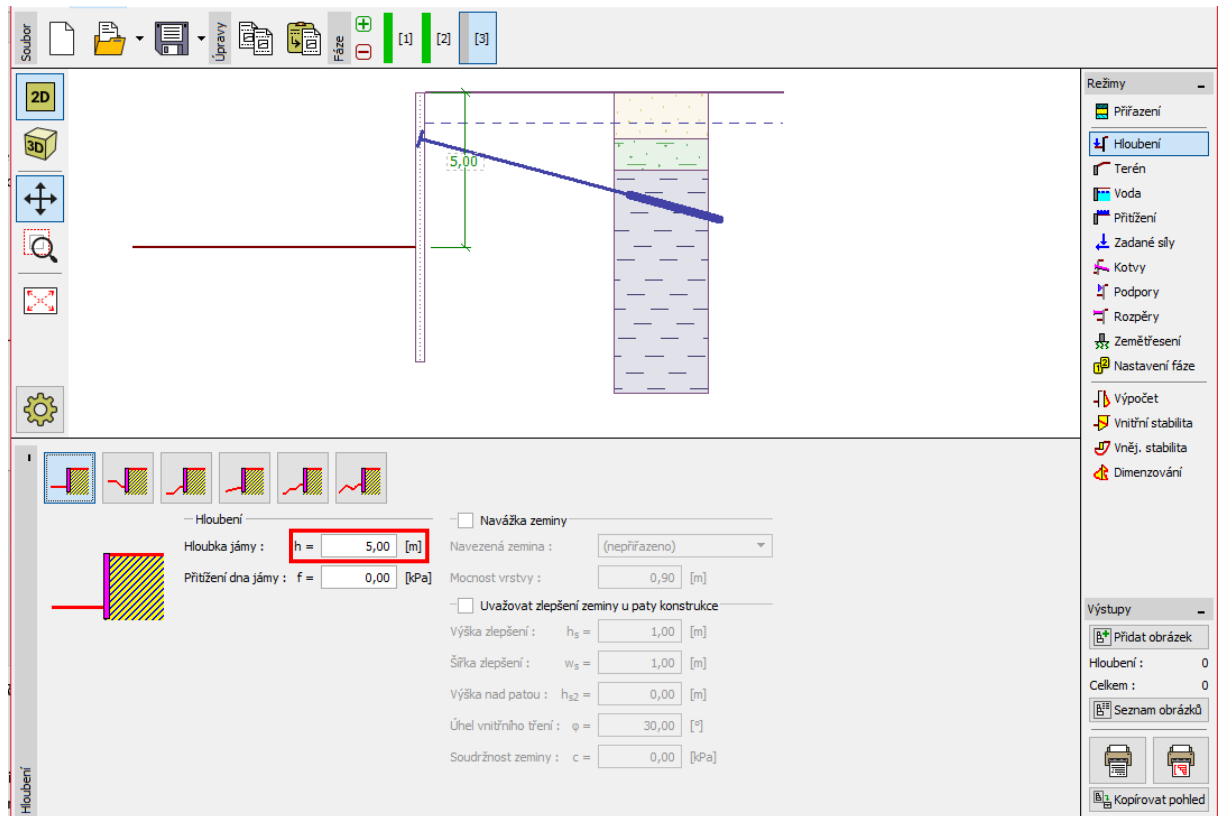 Soubor
Úpravy
Fáze
[1]
[2]
[3]
2D
3D
5,00
Režimy
Přiřazení
Hloubení
Terén
Voda
Přitížení
Zadané síly
Kotvy
Podpory
Rozpěry
Zemětřesení
Nastavení fáze
Výpočet
Vnitřní stabilita
Vněj. stabilita
Dimenzování
Hloubení
Hloubka jámy : h = 5,00 [m]
Přitížení dna jámy : f = 0,00 [kPa]
Navážka zeminy
Navezená zemina : (nepřiřazeno)
Mocnost vrstvy : 0,90 [m]
Uvažovat zlepšení zeminy u paty konstrukce
Výška zlepšení : hs = 1,00 [m]
Šířka zlepšení : ws = 1,00 [m]
Výška nad patou : hs2 = 0,00 [m]
Úhel vnitřního tření : φ = 30,00 [°]
Soudržnost zeminy : c = 0,00 [kPa]
Hloubení
Výstupy
Přidat obrázek
Hloubení : 0
Celkem : 0
Seznam obrázků
Kopírovat pohled